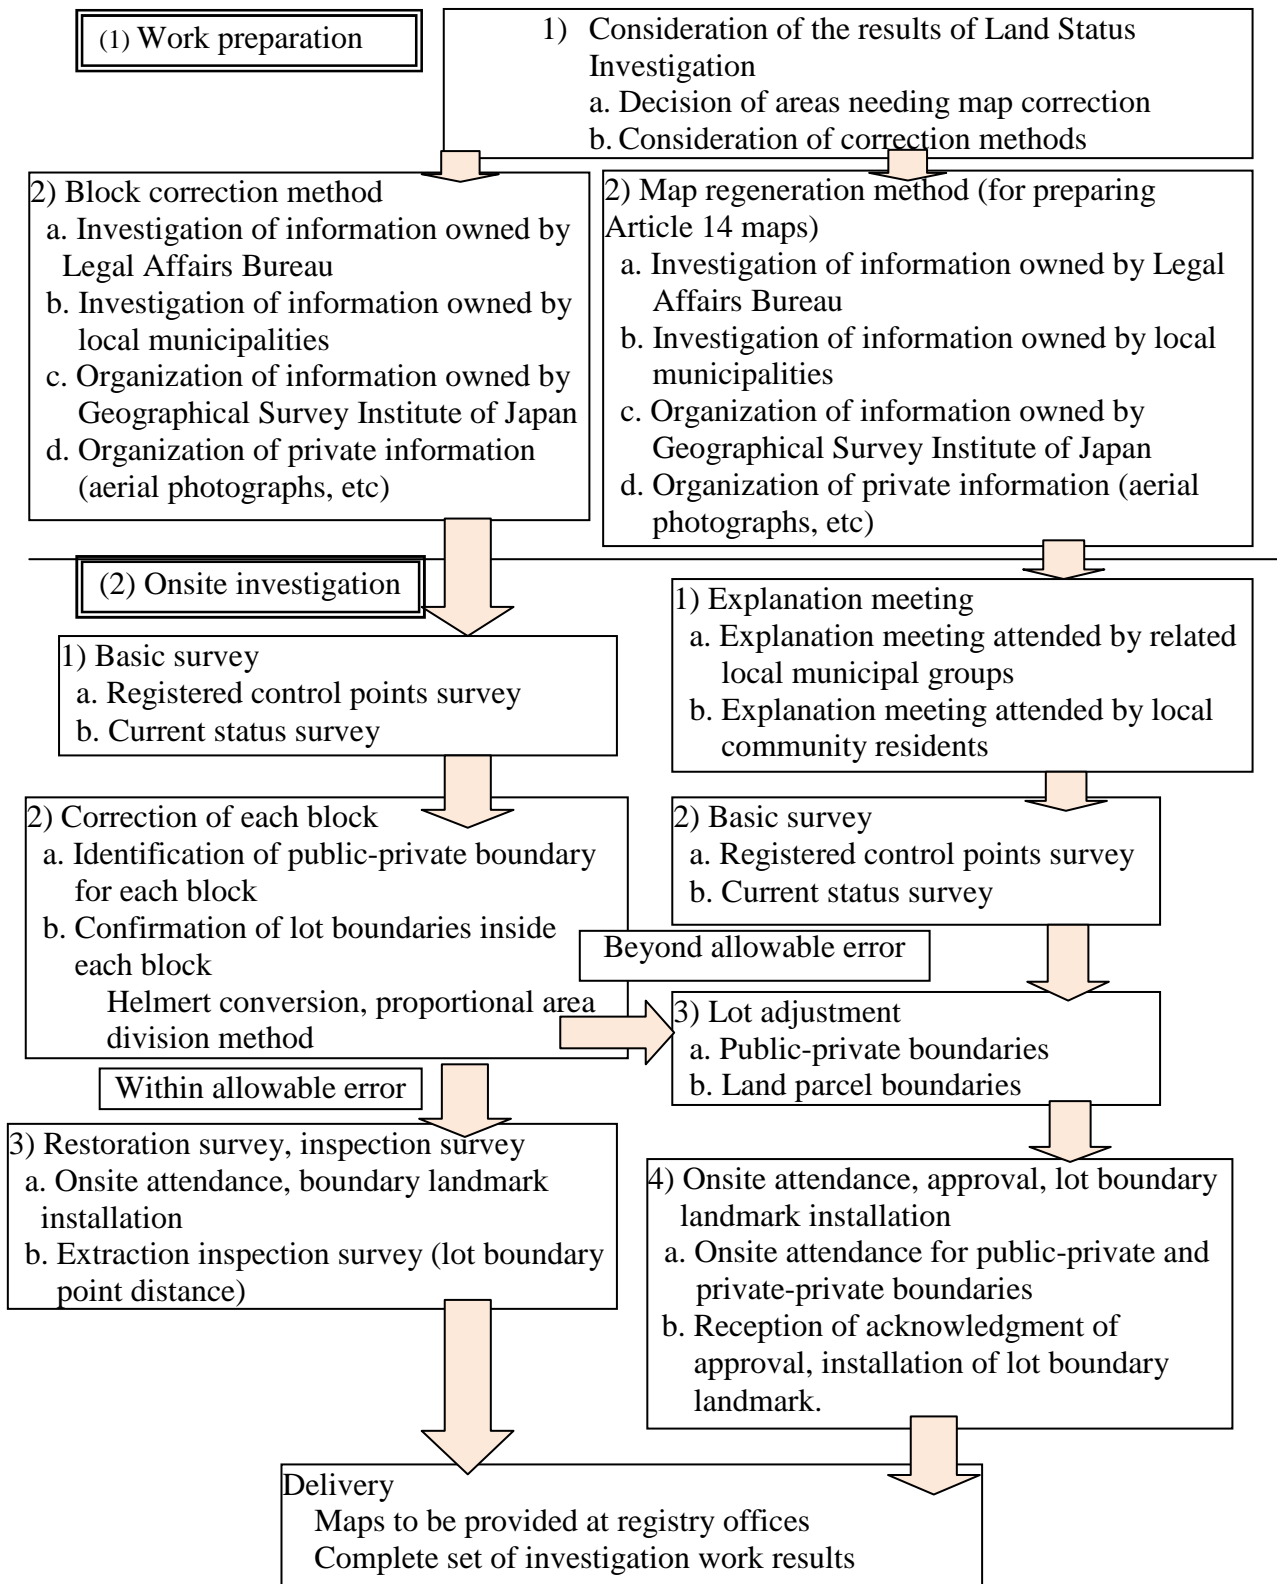 (1) Work preparation
1) Consideration of the results of Land Status
Investigation
a. Decision of areas needing map correction
b. Consideration of correction methods
2) Block correction method
a. Investigation of information owned by
Legal Affairs Bureau
b. Investigation of information owned by
local municipalities
c. Organization of information owned by
Geographical Survey Institute of Japan
d. Organization of private information
(aerial photographs, etc)
2) Map regeneration method (for preparing
Article 14 maps)
a. Investigation of information owned by Legal
Affairs Bureau
b. Investigation of information owned by local
municipalities
c. Organization of information owned by
Geographical Survey Institute of Japan
d. Organization of private information (aerial
photographs, etc)
(2) Onsite investigation
1) Basic survey
a. Registered control points survey
b. Current status survey
1) Explanation meeting
a. Explanation meeting attended by related
local municipal groups
b. Explanation meeting attended by local
community residents
2) Correction of each block
a. Identification of public-private boundary
for each block
b. Confirmation of lot boundaries inside
each block
Helmert conversion, proportional area
division method
2) Basic survey
a. Registered control points survey
b. Current status survey
Beyond allowable error
3) Lot adjustment
a. Public-private boundaries
b. Land parcel boundaries
Within allowable error
3) Restoration survey, inspection survey
a. Onsite attendance, boundary landmark
installation
b. Extraction inspection survey (lot boundary
point distance)
4) Onsite attendance, approval, lot boundary
landmark installation
a. Onsite attendance for public-private and
private-private boundaries
b. Reception of acknowledgment of
approval, installation of lot boundary
landmark.
Delivery
Maps to be provided at registry offices
Complete set of investigation work results